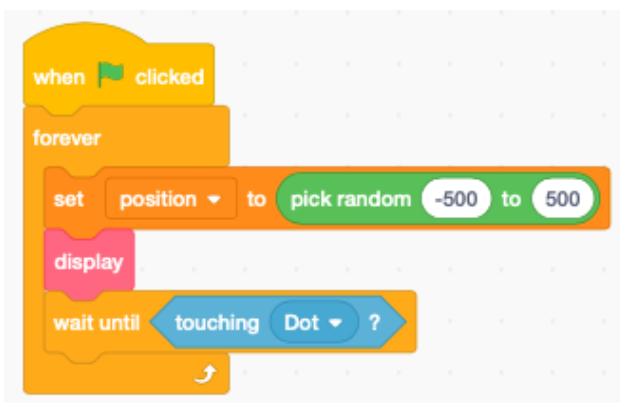 when clicked
forever
set position to pick random -500 to 500
display
wait until touching Dot ?